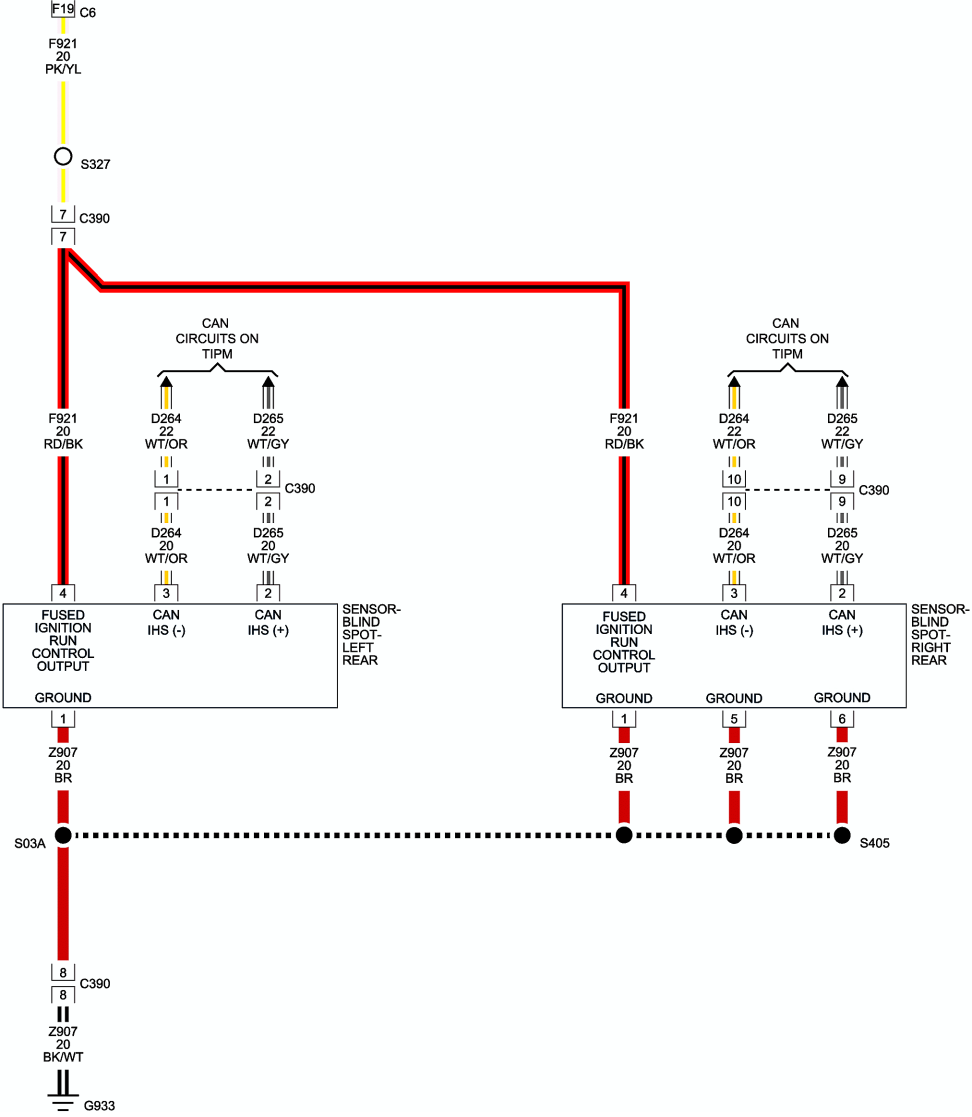 F19 C6
F921
20
PK/YL
S327
7 C390
7
CAN
CIRCUITS ON
TIPM
CAN
CIRCUITS ON
TIPM
F921
20
RD/BK
D264
22
WT/OR
D265
22
WT/GY
F921
20
RD/BK
D264
22
WT/OR
D265
22
WT/GY
1 2 C390
1 2
10 9 C390
10 9
D264
20
WT/OR
D265
20
WT/GY
D264
20
WT/OR
D265
20
WT/GY
4 3 2
FUSED
IGNITION
RUN
CONTROL
OUTPUT
CAN
IHS (-)
CAN
IHS (+)
SENSOR-
BLIND
SPOT-
LEFT
REAR
GROUND
1
4 3 2
FUSED
IGNITION
RUN
CONTROL
OUTPUT
CAN
IHS (-)
CAN
IHS (+)
SENSOR-
BLIND
SPOT-
RIGHT
REAR
GROUND GROUND GROUND
1 5 6
Z907
20
BR
Z907
20
BR
Z907
20
BR
Z907
20
BR
S03A S405
8 C390
8
Z907
20
BK/WT
G933